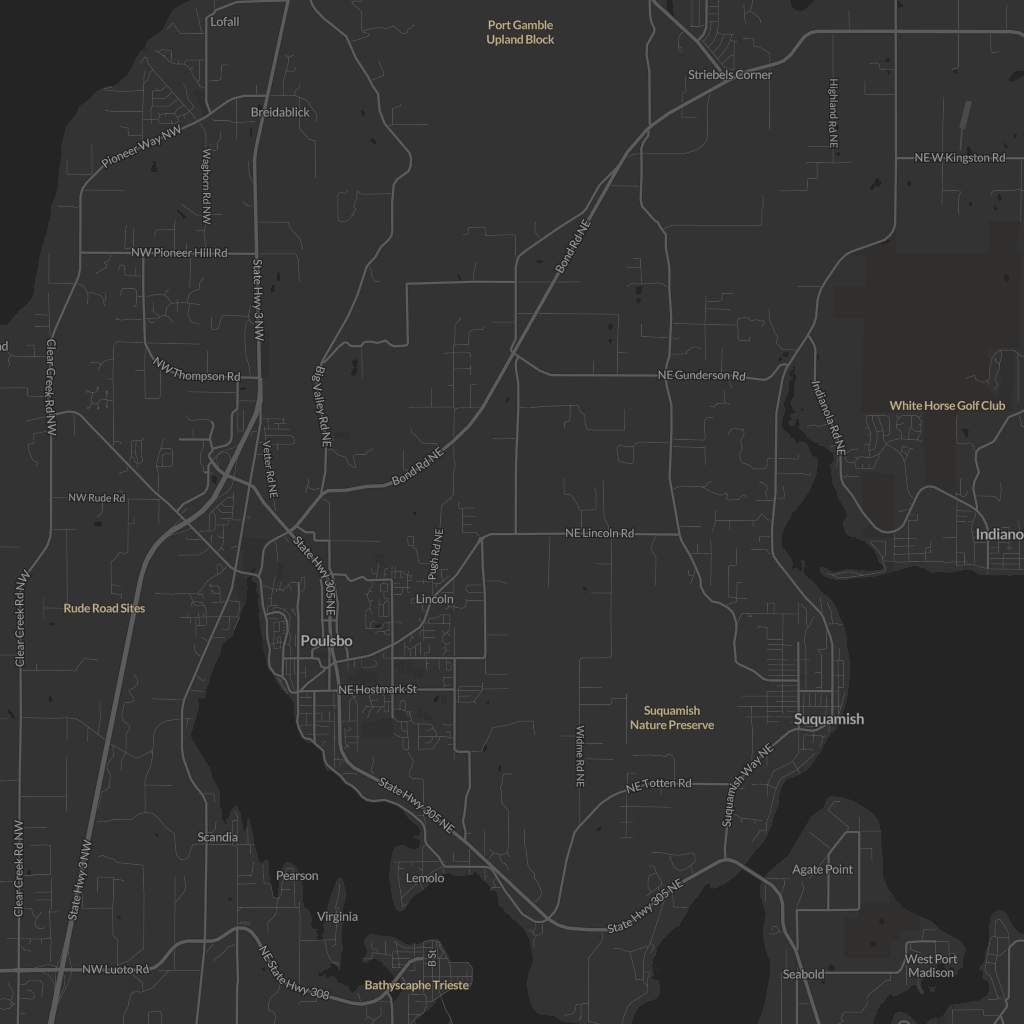 Lofall
Port Gamble
Upland Block
Striebels Corner
Breidablick
Highland Rd NE
Pioneer Way NW
Waghorn Rd NW
NE W Kingston Rd
NW Pioneer Hill Rd
Bond Rd NE
State Hwy 3 NW
nd
Clear Creek Rd NW
NW Thompson Rd
Big Valley Rd NE
NE Gunderson Rd
Indianola Rd NE
White Horse Golf Club
Vetter Rd NE
Bond Rd NE
NW Rude Rd
NE Lincoln Rd
Indiano
State Hwy 305 NE
Pugh Rd NE
Clear Creek Rd NW
Rude Road Sites
Lincoln
Poulsbo
NE Hostmark St
Suquamish
Nature Preserve
Suquamish
Widme Rd NE
NE Totten Rd
Suquamish Way NE
State Hwy 305 NE
Scandia
Clear Creek Rd NW
State Hwy 3 NW
Pearson
Lemolo
Agate Point
Virginia
State Hwy 305 NE
NW Luoto Rd
NE State Hwy 308
B St
Bathyscaphe Trieste
Seabold
West Port
Madison